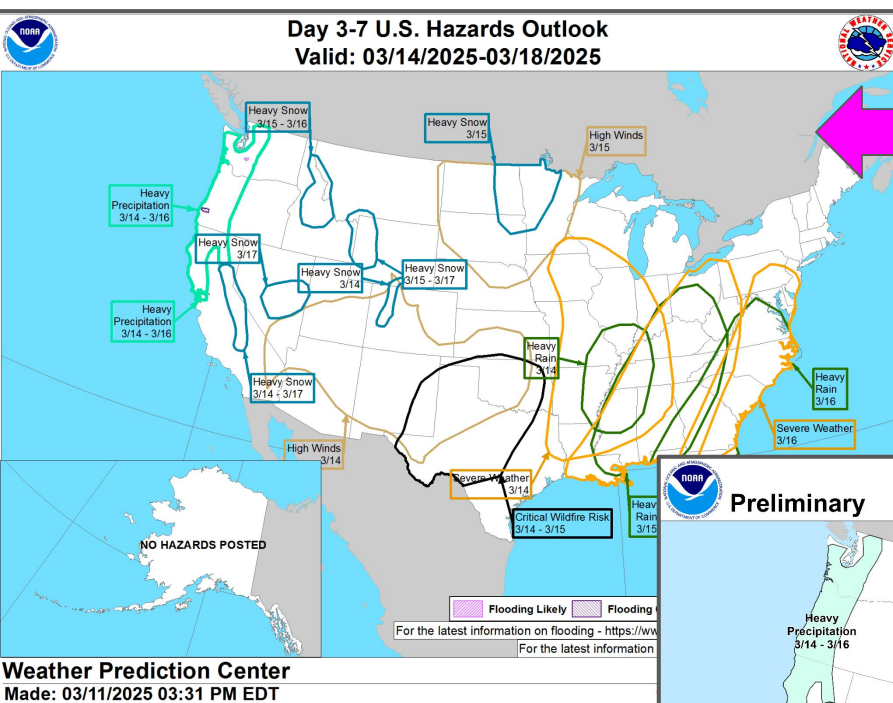 Day 3-7 U.S. Hazards Outlook
Valid: 03/14/2025-03/18/2025
NOAA
NATIONAL WEATHER SERVICE
Heavy Snow
3/15 - 3/16
Heavy Snow
3/15
High Winds
3/15
Heavy
Precipitation
3/14 - 3/16
Heavy Snow
3/17
Heavy Snow
3/14
Heavy Snow
3/15 - 3/17
Heavy
Precipitation
3/14 - 3/16
Heavy
Rain
3/14
Heavy Snow
3/14 - 3/17
Heavy
Rain
3/16
Severe Weather
3/16
High Winds
3/14
Severe Weather
3/14
Critical Wildfire Risk
3/14 - 3/15
Heavy
Rain
3/15
NO HAZARDS POSTED
NOAA
Preliminary
Heavy
Precipitation
3/14 - 3/16
Flooding Likely
Flooding
For the latest information on flooding - https://ww
For the latest information
Weather Prediction Center
Made: 03/11/2025 03:31 PM EDT